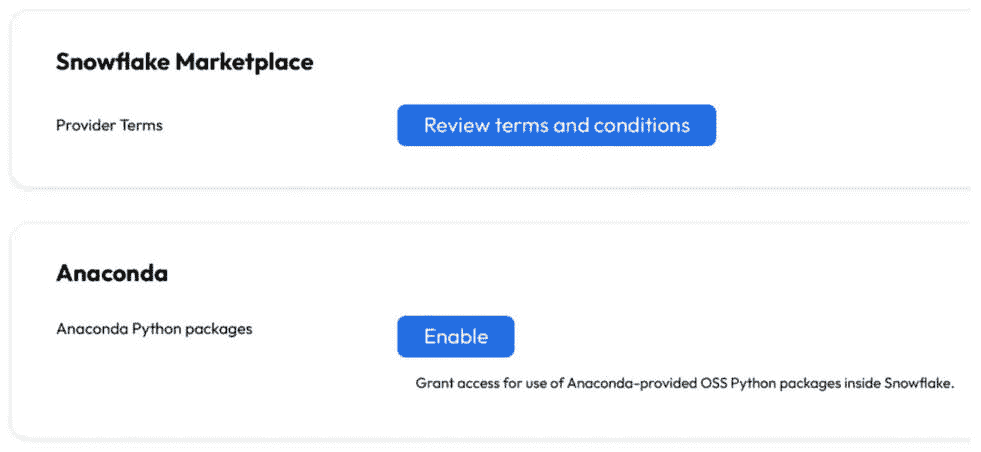 Snowflake Marketplace
Provider Terms
Review terms and conditions
Anaconda
Anaconda Python packages
Enable
Grant access for use of Anaconda-provided OSS Python packages inside Snowflake.